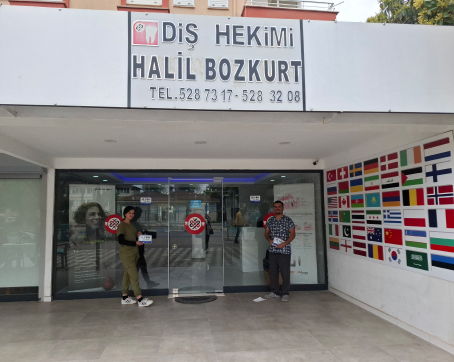 DİŞ HEKİMİ
HALİL BOZKURT
TEL.528 73 17-528 32 08